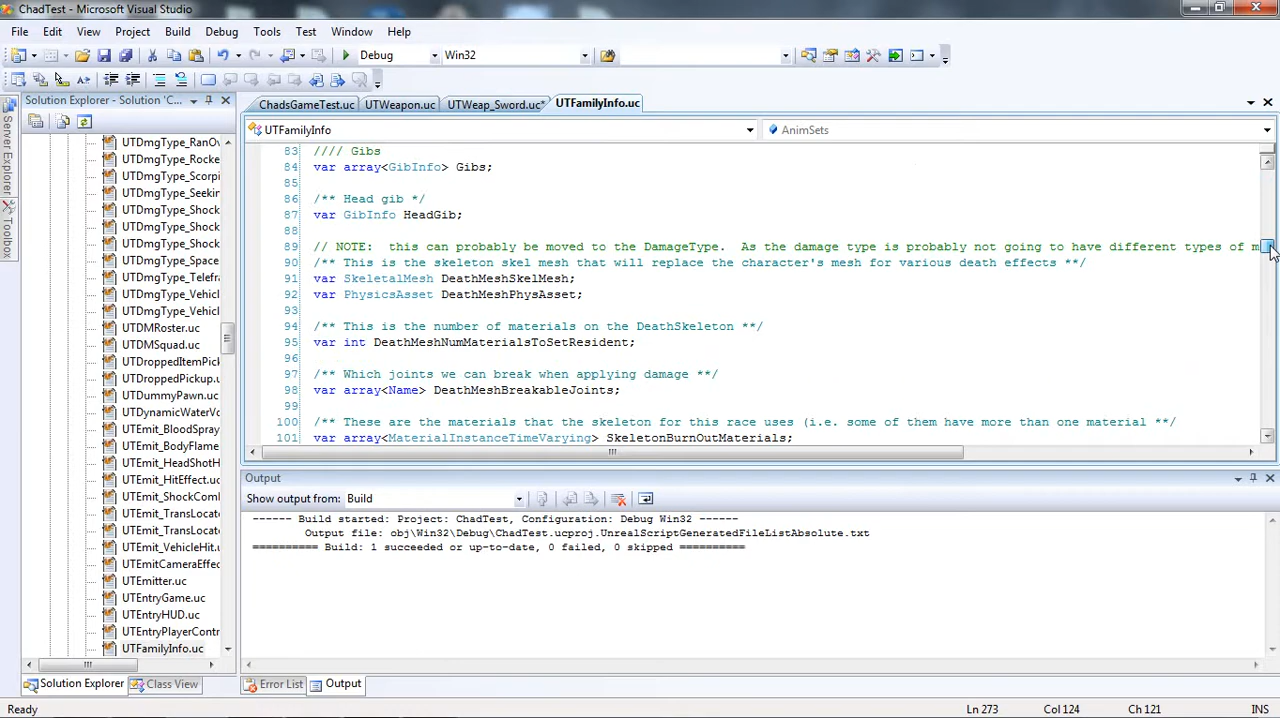 ChadTest - Microsoft Visual Studio
File Edit View Project Build Debug Tools Test Window Help
Debug Win32
Solution Explorer - Solution 'C...
ChadsGameTest.uc UTWeapon.uc UTWeap_Sword.uc* UTFamilyInfo.uc
UTFamilyInfo AnimSets
Server Explorer
Toolbox
UTDmgType_RanOv
UTDmgType_Rocke
UTDmgType_Scorpi
UTDmgType_Seekin
UTDmgType_Shock
UTDmgType_Shock
UTDmgType_Shock
UTDmgType_Space
UTDmgType_Telefra
UTDmgType_Vehicl
UTDmgType_Vehicl
UTDMRoster.uc
UTDMSquad.uc
UTDroppedItemPick
UTDroppedPickup.u
UTDummyPawn.uc
UTDynamicWaterVo
UTEmit_BloodSpray
UTEmit_BodyFlame
UTEmit_HeadShotH
UTEmit_HitEffect.uc
UTEmit_ShockComb
UTEmit_TransLocate
UTEmit_TransLocate
UTEmit_VehicleHit.u
UTEmitCameraEffec
UTEmitter.uc
UTEntryGame.uc
UTEntryHUD.uc
UTEntryPlayerContr
UTFamilyInfo.uc
83 //// Gibs
84 var array<GibInfo> Gibs;
85
86 /** Head gib */
87 var GibInfo HeadGib;
88
89 // NOTE:  this can probably be moved to the DamageType.  As the damage type is probably not going to have different types of m
90 /** This is the skeleton skel mesh that will replace the character's mesh for various death effects **/
91 var SkeletalMesh DeathMeshSkelMesh;
92 var PhysicsAsset DeathMeshPhysAsset;
93
94 /** This is the number of materials on the DeathSkeleton **/
95 var int DeathMeshNumMaterialsToSetResident;
96
97 /** Which joints we can break when applying damage **/
98 var array<Name> DeathMeshBreakableJoints;
99
100 /** These are the materials that the skeleton for this race uses (i.e. some of them have more than one material **/
101 var array<MaterialInstanceTimeVarying> SkeletonBurnOutMaterials;
Output
Show output from: Build
------ Build started: Project: ChadTest, Configuration: Debug Win32 ------
Output file: obj\Win32\Debug\ChadTest.ucproj.UnrealScriptGeneratedFileListAbsolute.txt
========== Build: 1 succeeded or up-to-date, 0 failed, 0 skipped ==========
Solution Explorer Class View Error List Output
Ready Ln 273 Col 124 Ch 121 INS